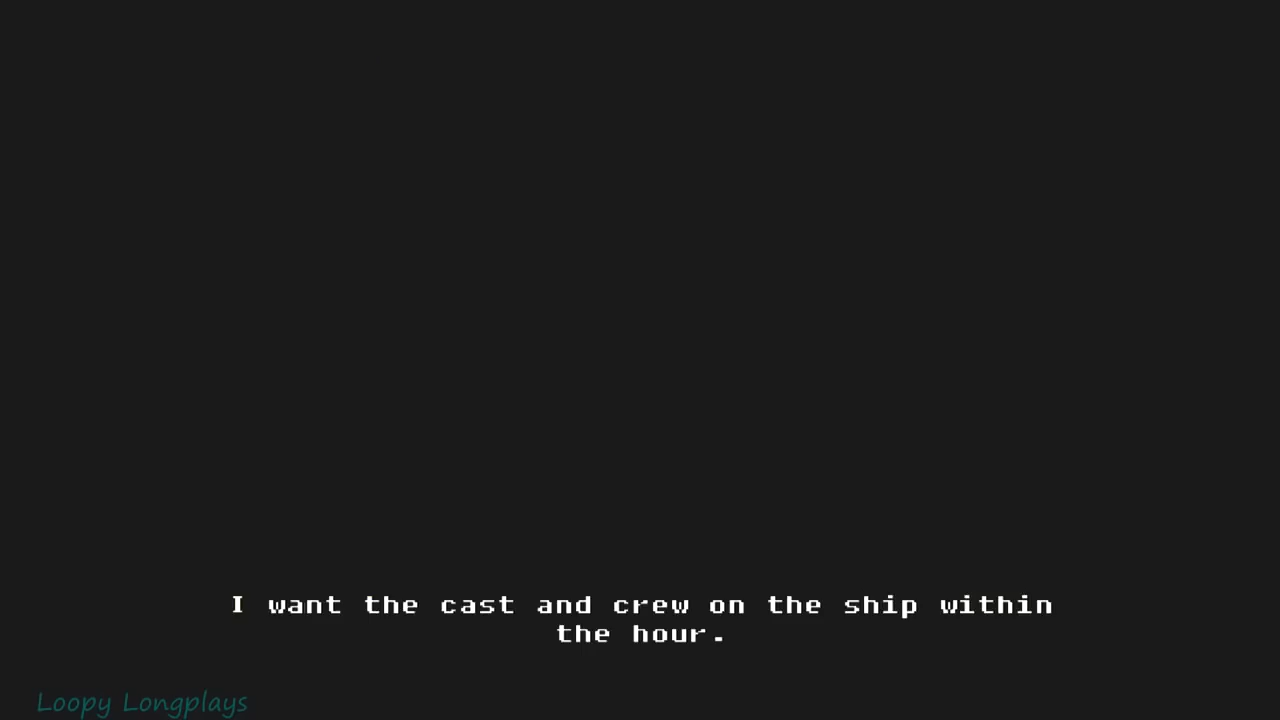 I want the cast and crew on the ship within
the hour.
Loopy Longplays